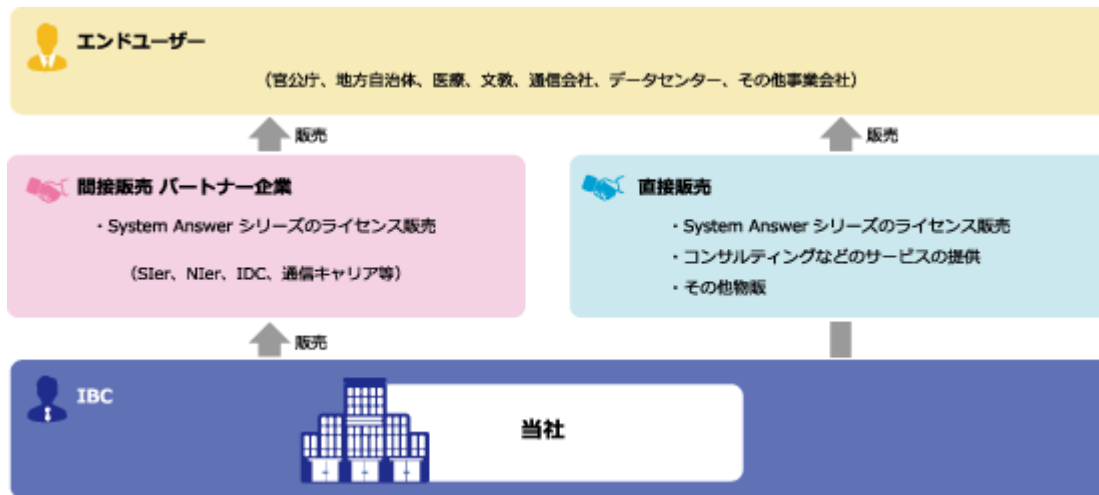 エンドユーザー
（官公庁、地方自治体、医療、文教、通信会社、データセンター、その他事業会社）
販売
販売
間接販売 パートナー企業
・System Answer シリーズのライセンス販売
（SIer、NIer、IDC、通信キャリア等）
直接販売
・System Answer シリーズのライセンス販売
・コンサルティングなどのサービスの提供
・その他物販
販売
IBC
当社